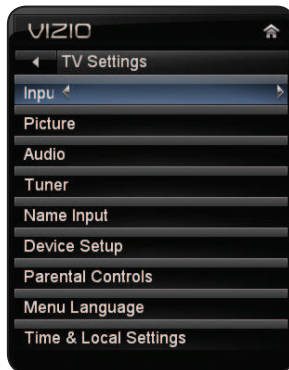 VIZIO
TV Settings
Inpu
Picture
Audio
Tuner
Name Input
Device Setup
Parental Controls
Menu Language
Time & Local Settings